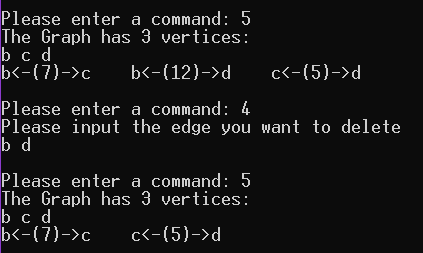 Please enter a command: 5
The Graph has 3 vertices:
b c d
b<-(7)->c    b<-(12)->d    c<-(5)->d
Please enter a command: 4
Please input the edge you want to delete
b d
Please enter a command: 5
The Graph has 3 vertices:
b c d
b<-(7)->c    c<-(5)->d